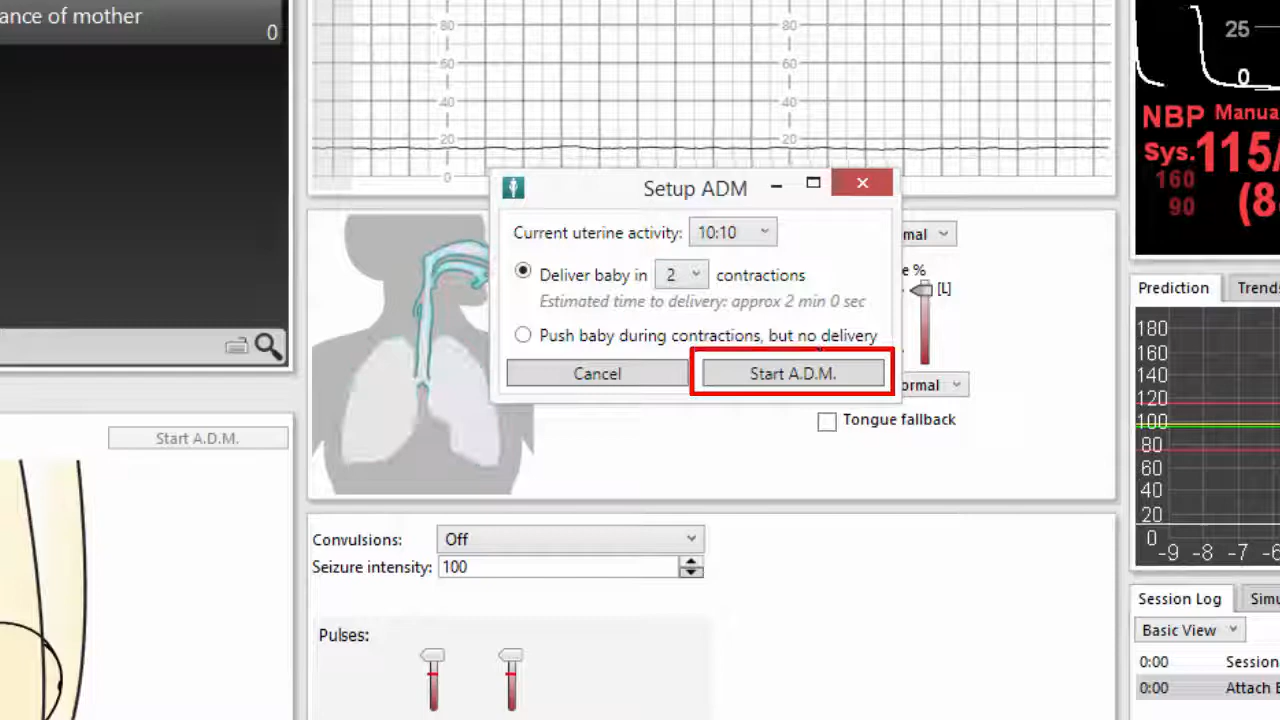 ance of mother
0
80 80
60 60
40 40
20 20
0
25
0
NBP Manua
Sys. 115/
160
90 (8
Setup ADM
Current uterine activity: 10:10
Deliver baby in 2 contractions
Estimated time to delivery: approx 2 min 0 sec
Push baby during contractions, but no delivery
Cancel Start A.D.M.
mal
e %
[L]
ormal
Tongue fallback
Start A.D.M.
Convulsions: Off
Seizure intensity: 100
Pulses:
Prediction Trends
180
160
140
120
100
80
60
40
20
0
-9 -8 -7 -6
Session Log Simu
Basic View
0:00 Session
0:00 Attach E